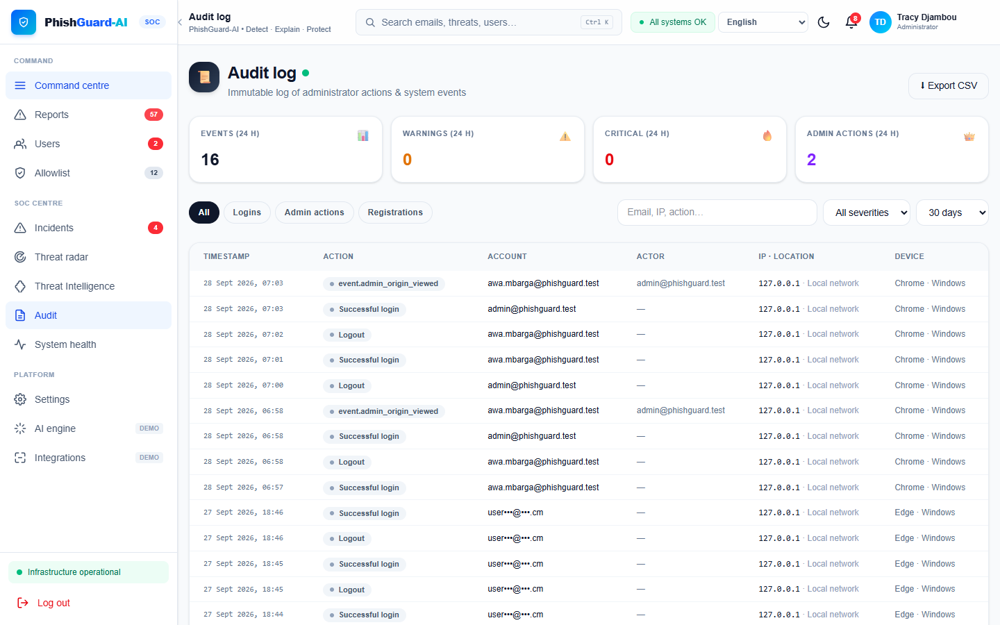 PhishGuard-AI SOC
COMMAND
Command centre
Reports 57
Users 2
Allowlist 12
SOC CENTRE
Incidents 4
Threat radar
Threat Intelligence
Audit
System health
PLATFORM
Settings
AI engine DEMO
Integrations DEMO
Infrastructure operational
Log out
Audit log
PhishGuard-AI • Detect · Explain · Protect
Search emails, threats, users… Ctrl K
All systems OK
English
8
TD
Tracy Djambou
Administrator
Audit log
Immutable log of administrator actions & system events
⬇ Export CSV
EVENTS (24 H)
16
WARNINGS (24 H)
0
CRITICAL (24 H)
0
ADMIN ACTIONS (24 H)
2
All Logins Admin actions Registrations
Email, IP, action… All severities 30 days
TIMESTAMP ACTION ACCOUNT ACTOR IP · LOCATION DEVICE
28 Sept 2026, 07:03 event.admin_origin_viewed awa.mbarga@phishguard.test admin@phishguard.test 127.0.0.1 · Local network Chrome · Windows
28 Sept 2026, 07:03 Successful login admin@phishguard.test — 127.0.0.1 · Local network Chrome · Windows
28 Sept 2026, 07:02 Logout awa.mbarga@phishguard.test — 127.0.0.1 · Local network Chrome · Windows
28 Sept 2026, 07:01 Successful login awa.mbarga@phishguard.test — 127.0.0.1 · Local network Chrome · Windows
28 Sept 2026, 07:00 Logout admin@phishguard.test — 127.0.0.1 · Local network Chrome · Windows
28 Sept 2026, 06:58 event.admin_origin_viewed awa.mbarga@phishguard.test admin@phishguard.test 127.0.0.1 · Local network Chrome · Windows
28 Sept 2026, 06:58 Successful login admin@phishguard.test — 127.0.0.1 · Local network Chrome · Windows
28 Sept 2026, 06:58 Logout awa.mbarga@phishguard.test — 127.0.0.1 · Local network Chrome · Windows
28 Sept 2026, 06:57 Successful login awa.mbarga@phishguard.test — 127.0.0.1 · Local network Chrome · Windows
27 Sept 2026, 18:46 Successful login user•••@•••.cm — 127.0.0.1 · Local network Edge · Windows
27 Sept 2026, 18:46 Logout user•••@•••.cm — 127.0.0.1 · Local network Edge · Windows
27 Sept 2026, 18:45 Successful login user•••@•••.cm — 127.0.0.1 · Local network Edge · Windows
27 Sept 2026, 18:45 Logout user•••@•••.cm — 127.0.0.1 · Local network Edge · Windows
27 Sept 2026, 18:44 Successful login user•••@•••.cm — 127.0.0.1 · Local network Edge · Windows